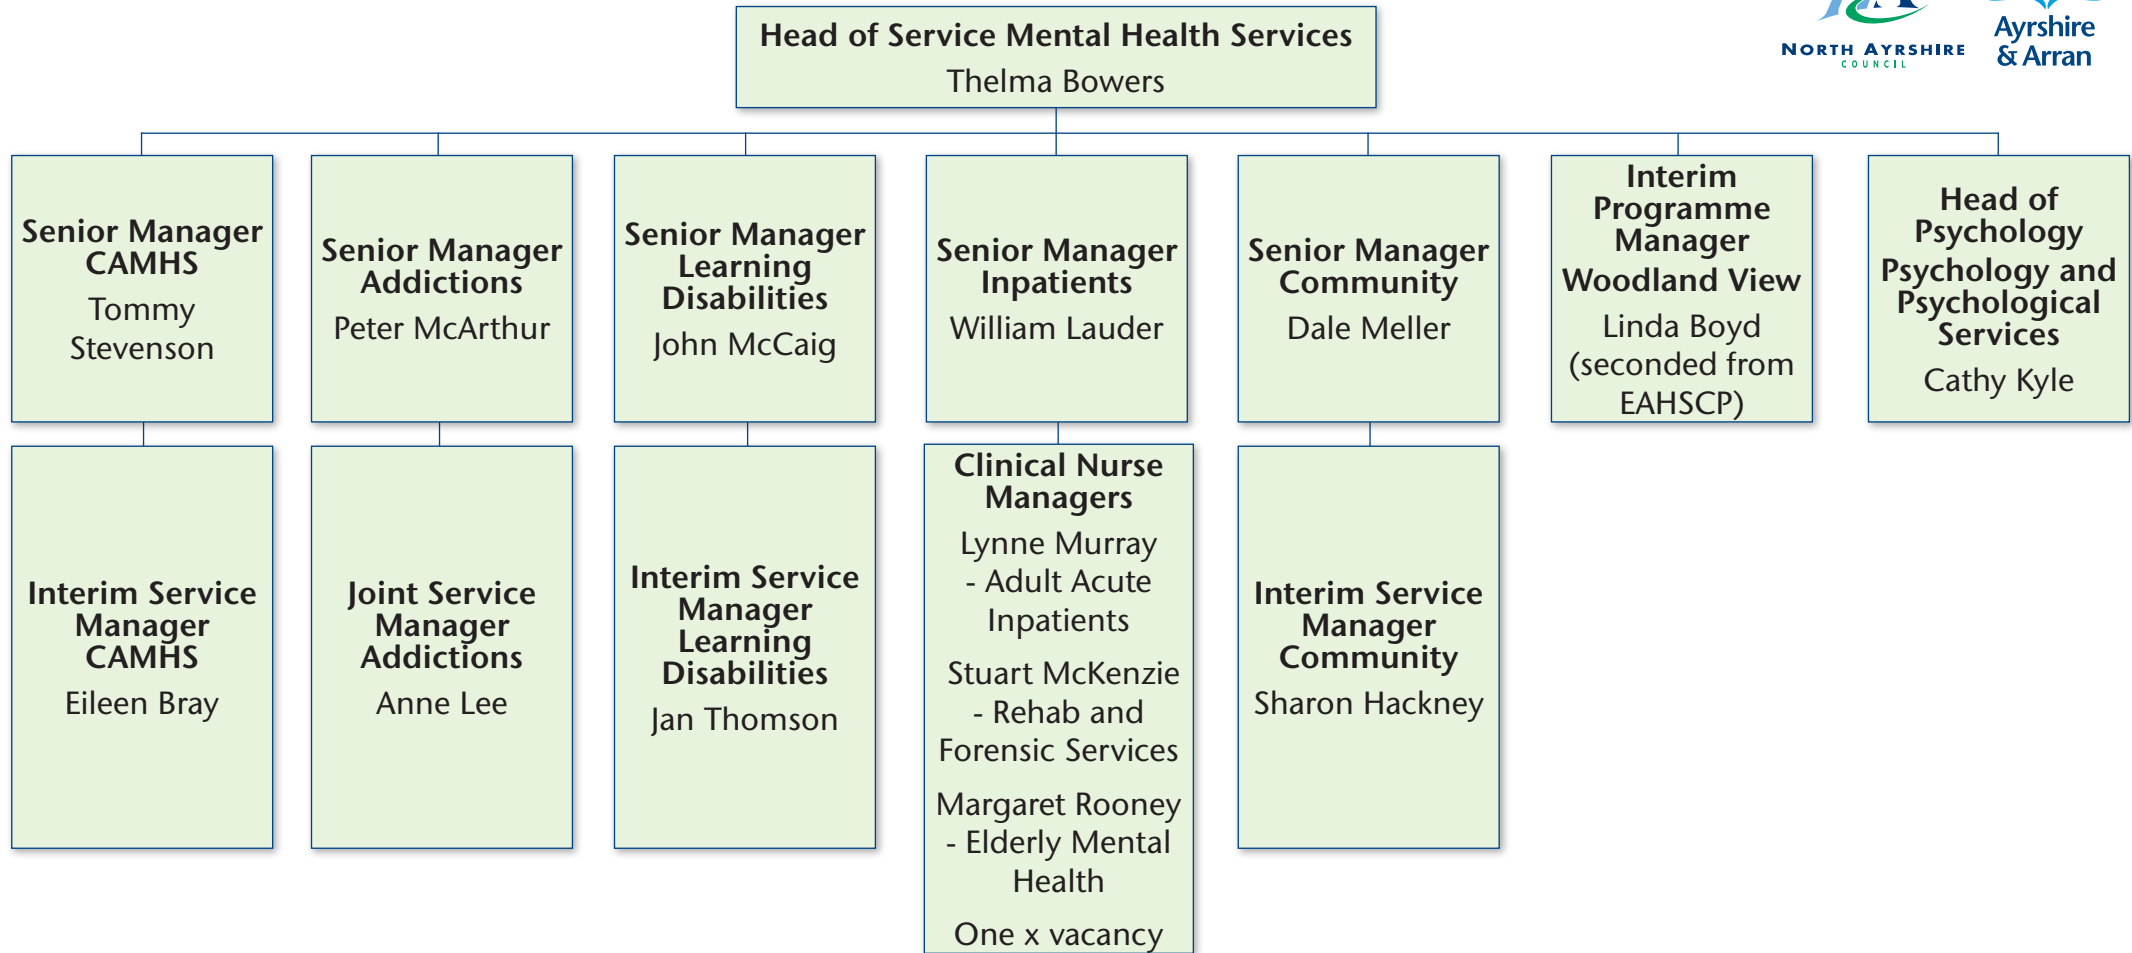 Head of Service Mental Health Services
Thelma Bowers
NORTH AYRSHIRE
COUNCIL
Ayrshire
& Arran
Senior Manager
CAMHS
Tommy
Stevenson
Senior Manager
Addictions
Peter McArthur
Senior Manager
Learning
Disabilities
John McCaig
Senior Manager
Inpatients
William Lauder
Senior Manager
Community
Dale Meller
Interim
Programme
Manager
Woodland View
Linda Boyd
(seconded from
EAHSCP)
Head of
Psychology
Psychology and
Psychological
Services
Cathy Kyle
Interim Service
Manager
CAMHS
Eileen Bray
Joint Service
Manager
Addictions
Anne Lee
Interim Service
Manager
Learning
Disabilities
Jan Thomson
Clinical Nurse
Managers
Lynne Murray
- Adult Acute
Inpatients
Stuart McKenzie
- Rehab and
Forensic Services
Margaret Rooney
- Elderly Mental
Health
One x vacancy
Interim Service
Manager
Community
Sharon Hackney